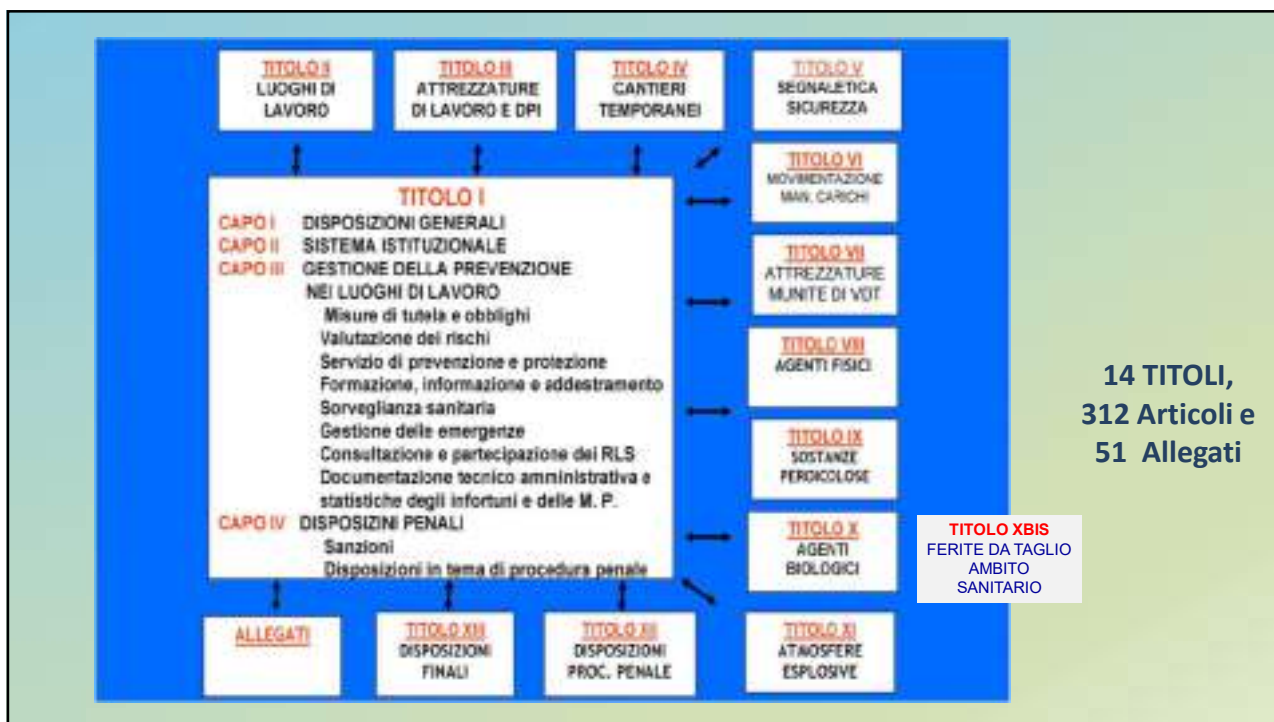 TITOLO II
LUOGHI DI
LAVORO
TITOLO III
ATTREZZATURE
DI LAVORO E DPI
TITOLO IV
CANTIERI
TEMPORANEI
TITOLO V
SEGNALETICA
SICUREZZA
TITOLO VI
MOVIMENTAZIONE
MAN. CARICHI
TITOLO VII
ATTREZZATURE
MUNITE DI VDT
TITOLO VIII
AGENTI FISICI
TITOLO IX
SOSTANZE
PEROICOLOSE
TITOLO X
AGENTI
BIOLOGICI
TITOLO XBIS
FERITE DA TAGLIO
AMBITO
SANITARIO
TITOLO XI
ATMOSFERE
ESPLOSIVE
TITOLO I
CAPO I DISPOSIZIONI GENERALI
CAPO II SISTEMA ISTITUZIONALE
CAPO III GESTIONE DELLA PREVENZIONE
NEI LUOGHI DI LAVORO
Misure di tutela e obblighi
Valutazione dei rischi
Servizio di prevenzione e protezione
Formazione, informazione e addestramento
Sorveglianza sanitaria
Gestione delle emergenze
Consultazione e partecipazione dei RLS
Documentazione tecnico amministrativa e
statistiche degli infortuni e delle M. P.
CAPO IV DISPOSIZINI PENALI
Sanzioni
Disposizioni in tema di procedura penale
ALLEGATI
TITOLO XIII
DISPOSIZIONI
FINALI
TITOLO XII
DISPOSIZIONI
PROC. PENALE
14 TITOLI,
312 Articoli e
51 Allegati